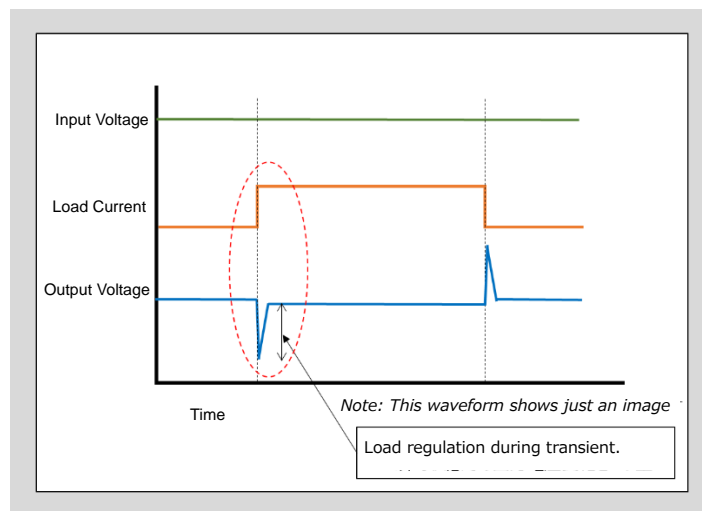 Input Voltage
Load Current
Output Voltage
Time
Note: This waveform shows just an image
Load regulation during transient.